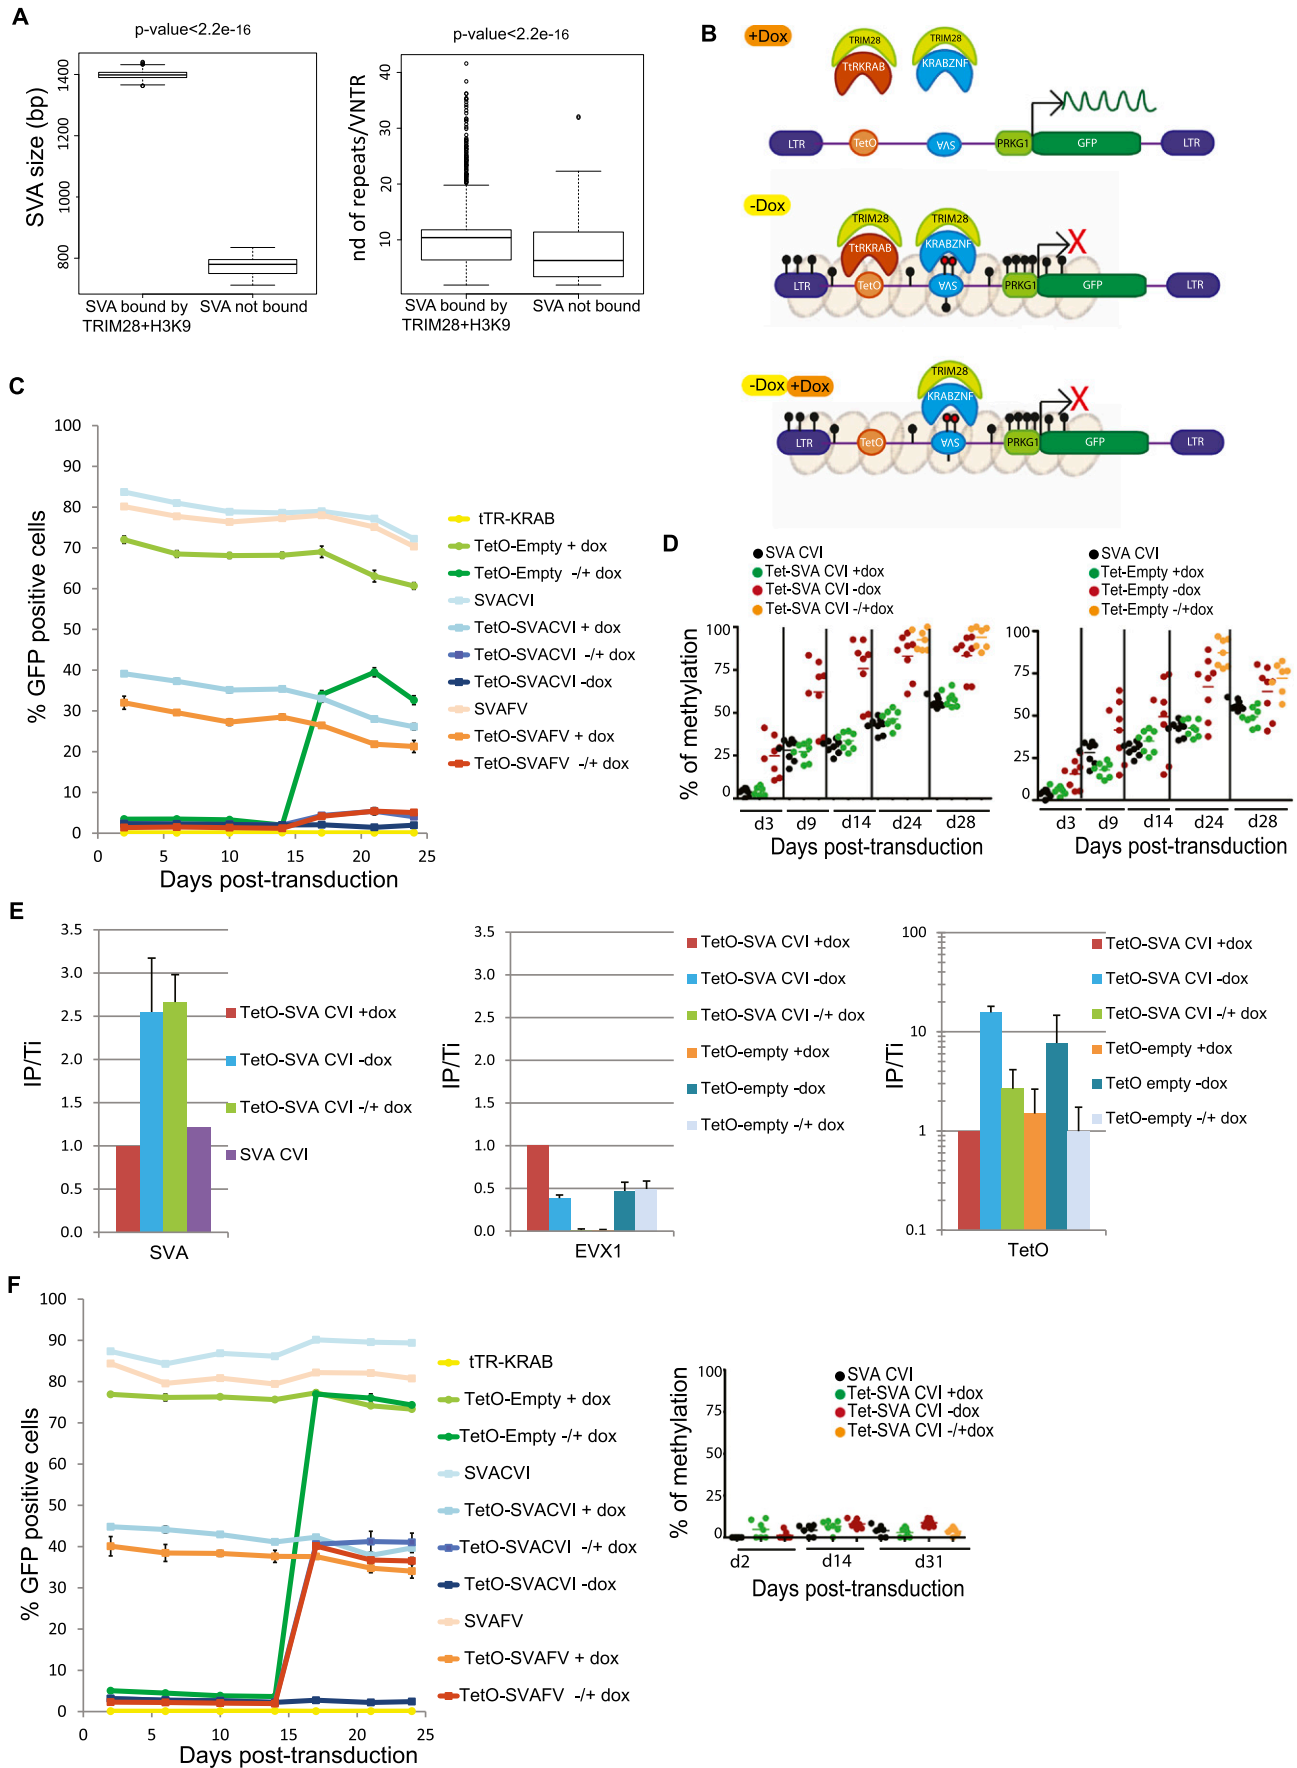 A
p-value<2.2e-16
SVA size (bp)
1400
1200
1000
800
SVA bound by
TRIM28+H3K9
SVA not bound
p-value<2.2e-16
nd of repeats/VNTR
40
30
20
10
SVA bound by
TRIM28+H3K9
SVA not bound
B
+Dox
TRIM28
TtRKRAB
TRIM28
KRABZNF
LTR
TetO
SVA
PRKG1
GFP
LTR
-Dox
TRIM28
TtRKRAB
TRIM28
KRABZNF
X
LTR
TetO
SVA
PRKG1
GFP
LTR
-Dox
+Dox
TRIM28
KRABZNF
X
LTR
TetO
SVA
PRKG1
GFP
LTR
C
% GFP positive cells
100
90
80
70
60
50
40
30
20
10
0
0 5 10 15 20 25
Days post-transduction
tTR-KRAB
TetO-Empty + dox
TetO-Empty -/+ dox
SVACVI
TetO-SVACVI + dox
TetO-SVACVI -/+ dox
TetO-SVACVI -dox
SVAFV
TetO-SVAFV + dox
TetO-SVAFV -/+ dox
D
SVA CVI
Tet-SVA CVI +dox
Tet-SVA CVI -dox
Tet-SVA CVI -/+dox
% of methylation
100
75
50
25
0
d3 d9 d14 d24 d28
Days post-transduction
SVA CVI
Tet-Empty +dox
Tet-Empty -dox
Tet-Empty -/+dox
100
75
50
25
0
d3 d9 d14 d24 d28
Days post-transduction
E
IP/Ti
3.5
3.0
2.5
2.0
1.5
1.0
0.5
0.0
SVA
TetO-SVA CVI +dox
TetO-SVA CVI -dox
TetO-SVA CVI -/+ dox
SVA CVI
IP/Ti
3.5
3.0
2.5
2.0
1.5
1.0
0.5
0.0
EVX1
TetO-SVA CVI +dox
TetO-SVA CVI -dox
TetO-SVA CVI -/+ dox
TetO-empty +dox
TetO-empty -dox
TetO-empty -/+ dox
IP/Ti
100
10
1
0.1
TetO
TetO-SVA CVI +dox
TetO-SVA CVI -dox
TetO-SVA CVI -/+ dox
TetO-empty +dox
TetO empty -dox
TetO-empty -/+ dox
F
% GFP positive cells
100
90
80
70
60
50
40
30
20
10
0
0 5 10 15 20 25
Days post-transduction
tTR-KRAB
TetO-Empty + dox
TetO-Empty -/+ dox
SVACVI
TetO-SVACVI + dox
TetO-SVACVI -/+ dox
TetO-SVACVI -dox
SVAFV
TetO-SVAFV + dox
TetO-SVAFV -/+ dox
% of methylation
100
75
50
25
0
SVA CVI
Tet-SVA CVI +dox
Tet-SVA CVI -dox
Tet-SVA CVI -/+dox
d2 d14 d31
Days post-transduction